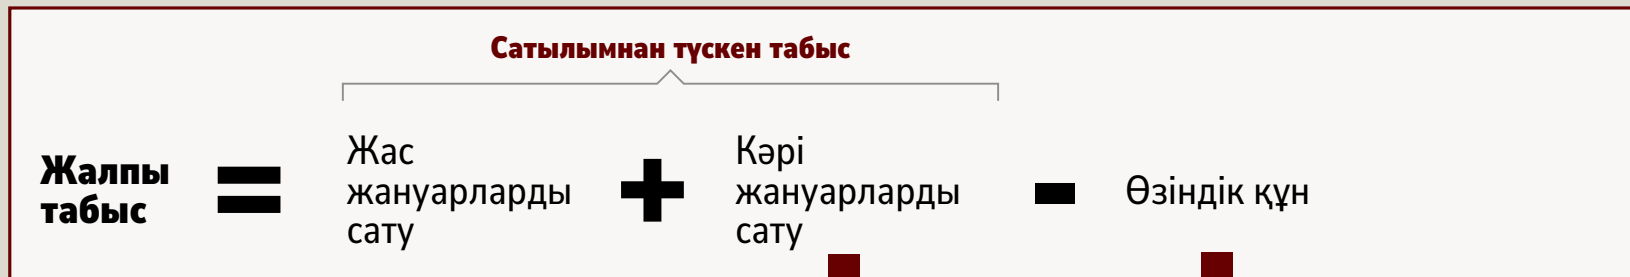 Сатылымнан түскен табыс
Жалпы
табыс
=
Жас
жануарларды
сату
+
Кәрі
жануарларды
сату
-
Өзіндік құн